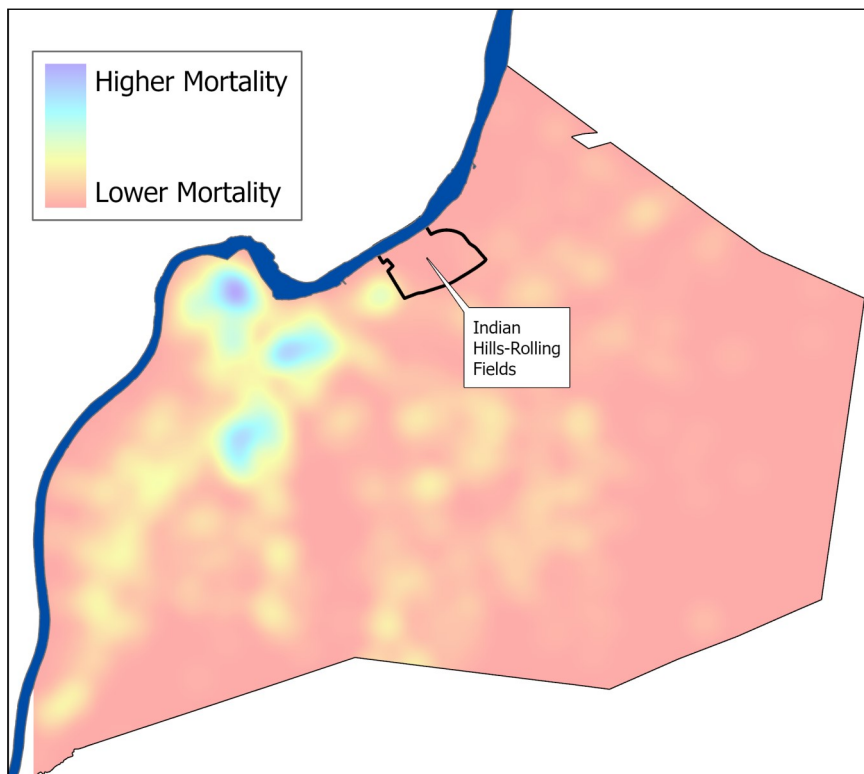 Higher Mortality
Lower Mortality
Indian
Hills-Rolling
Fields